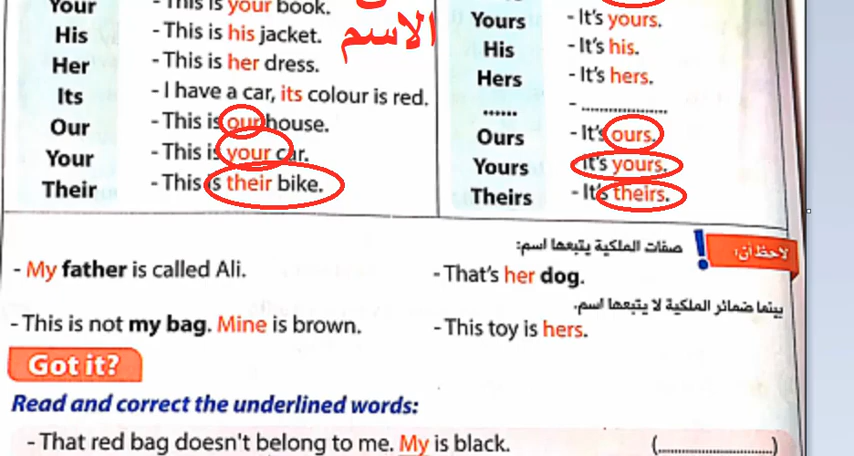 Your - This is your book.
His - This is his jacket.
Her - This is her dress.
Its - I have a car, its colour is red.
Our - This is our house.
Your - This is your car.
Their - This is their bike.
الاسم
Yours - It's yours.
His - It's his.
Hers - It's hers.
...... - ....................
Ours - It's ours.
Yours It's yours.
Theirs - It's theirs.
لاحظ أن: ! صفات الملكية يتبعها اسم:
- My father is called Ali. - That's her dog.
بينما ضمائر الملكية لا يتبعها اسم.
- This is not my bag. Mine is brown. - This toy is hers.
Got it?
Read and correct the underlined words:
- That red bag doesn't belong to me. My is black. (..............................)